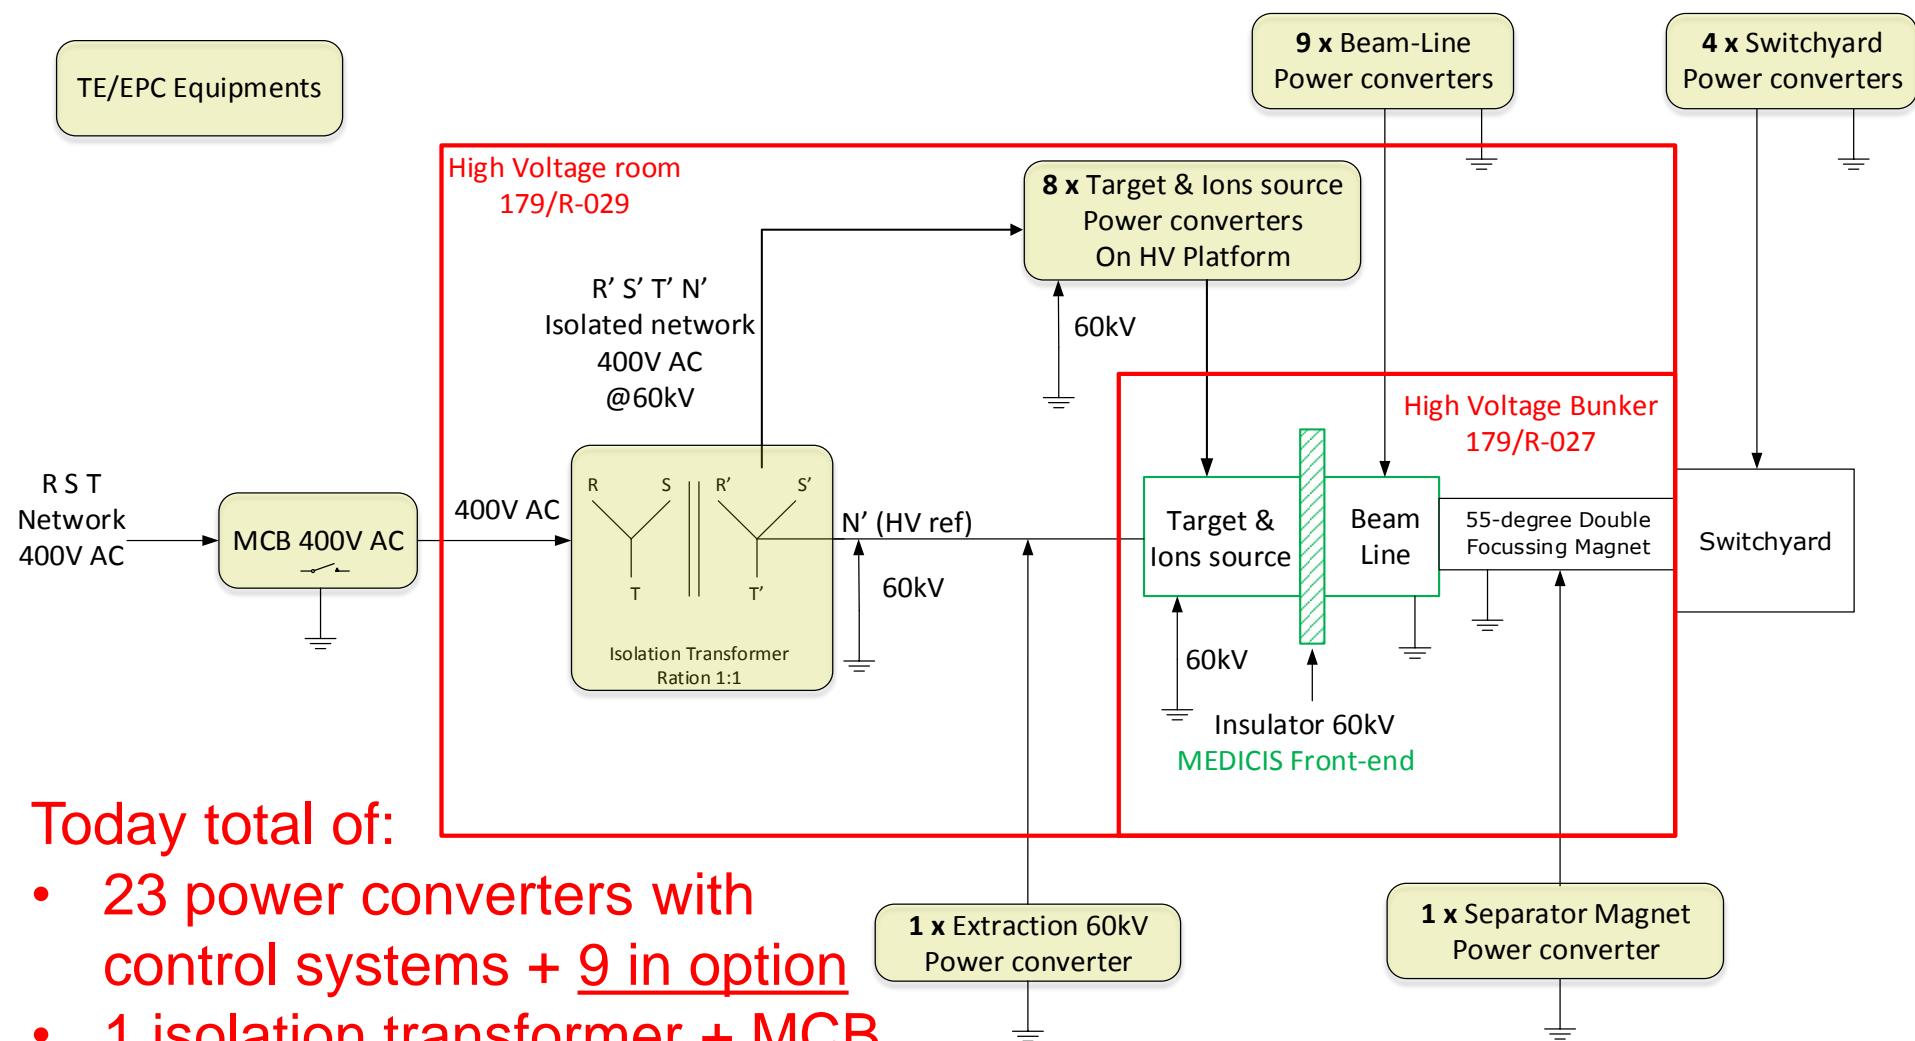 TE/EPC Equipments
9 x Beam-Line
Power converters
4 x Switchyard
Power converters
High Voltage room
179/R-029
8 x Target & Ions source
Power converters
On HV Platform
R’ S’ T’ N’
Isolated network
400V AC
@60kV
60kV
High Voltage Bunker
179/R-027
R S T
Network
400V AC
MCB 400V AC
400V AC
R S R’ S’
T T’
Isolation Transformer
Ration 1:1
N’ (HV ref)
60kV
Target &
Ions source
Beam
Line
55-degree Double
Focussing Magnet
Switchyard
60kV
Insulator 60kV
MEDICIS Front-end
Today total of:
• 23 power converters with
control systems + 9 in option
• 1 isolation transformer + MCB
1 x Extraction 60kV
Power converter
1 x Separator Magnet
Power converter